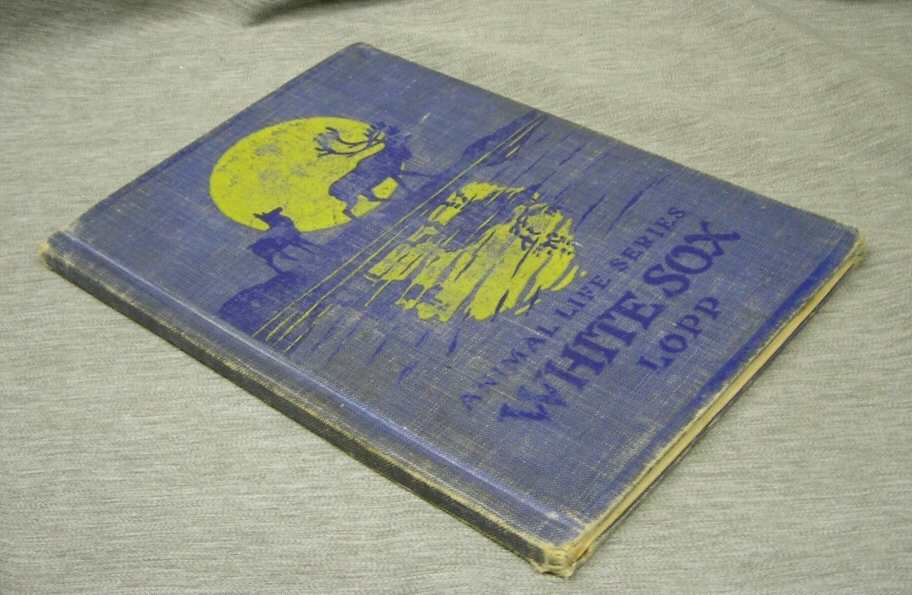 ANIMAL LIFE SERIES
WHITE SOX
LOPP